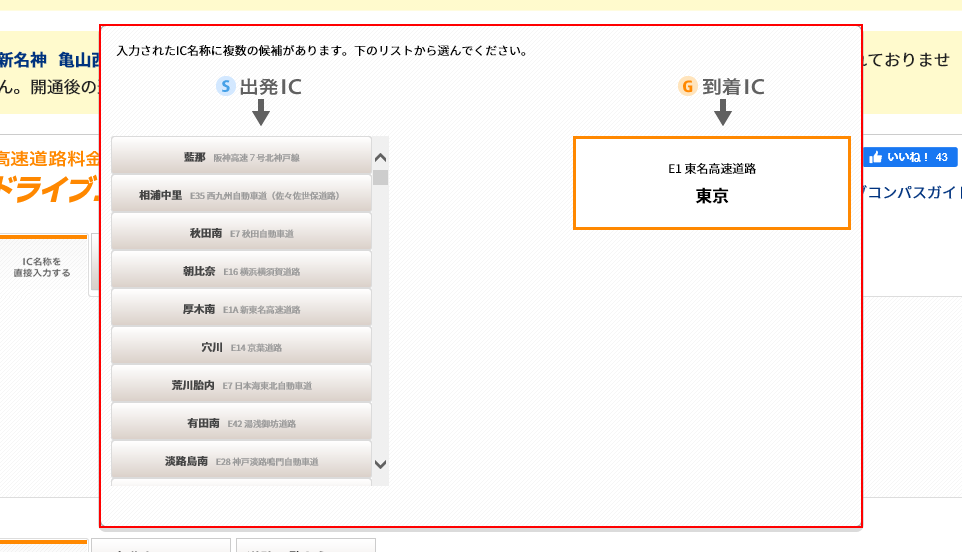 入力されたIC名称に複数の候補があります。下のリストから選んでください。
新名神 亀山西
れておりませ
ん。開通後の
S 出発IC
G 到着IC
藍那 阪神高速７号北神戸線
相浦中里 E35 西九州自動車道（佐々佐世保道路）
秋田南 E7 秋田自動車道
朝比奈 E16 横浜横須賀道路
厚木南 E1A 新東名高速道路
穴川 E14 京葉道路
荒川胎内 E7 日本海東北自動車道
有田南 E42 湯浅御坊道路
淡路島南 E28 神戸淡路鳴門自動車道
E1 東名高速道路
東京
高速道路料金
ドライブ
いいね！ 43
コンパスガイド
IC名称を
直接入力する